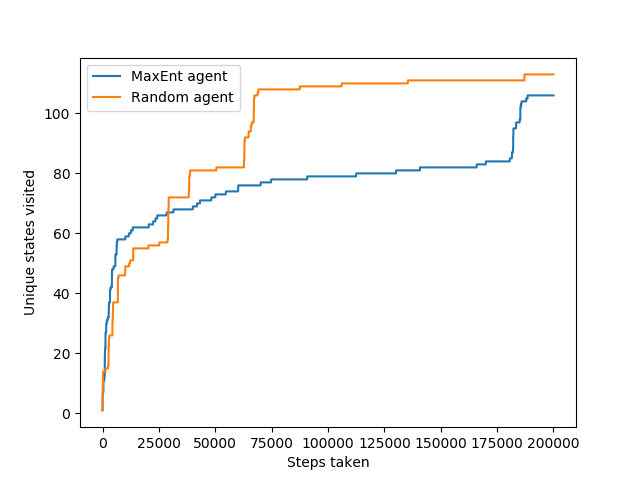 MaxEnt agent
Random agent
Unique states visited
100
80
60
40
20
0
0 25000 50000 75000 100000 125000 150000 175000 200000
Steps taken